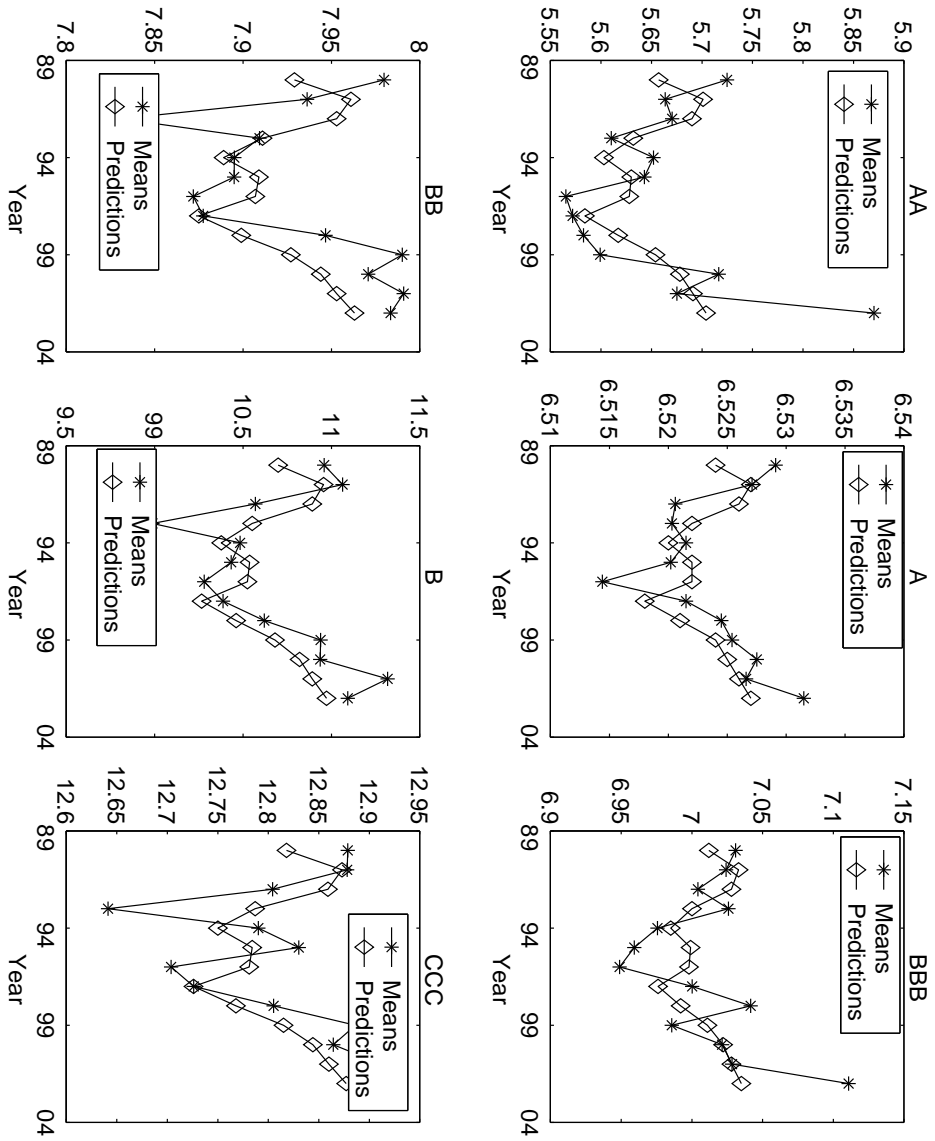 AA
5.9
5.85
5.8
5.75
5.7
5.65
5.6
5.55
Means
Predictions
89
94
99
04
Year
A
6.54
6.535
6.53
6.525
6.52
6.515
6.51
Means
Predictions
89
94
99
04
Year
BBB
7.15
7.1
7.05
7
6.95
6.9
Means
Predictions
89
94
99
04
Year
BB
8
7.95
7.9
7.85
7.8
Means
Predictions
89
94
99
04
Year
B
11.5
11
10.5
99
9.5
Means
Predictions
89
94
99
04
Year
CCC
12.95
12.9
12.85
12.8
12.75
12.7
12.65
12.6
Means
Predictions
89
94
99
04
Year